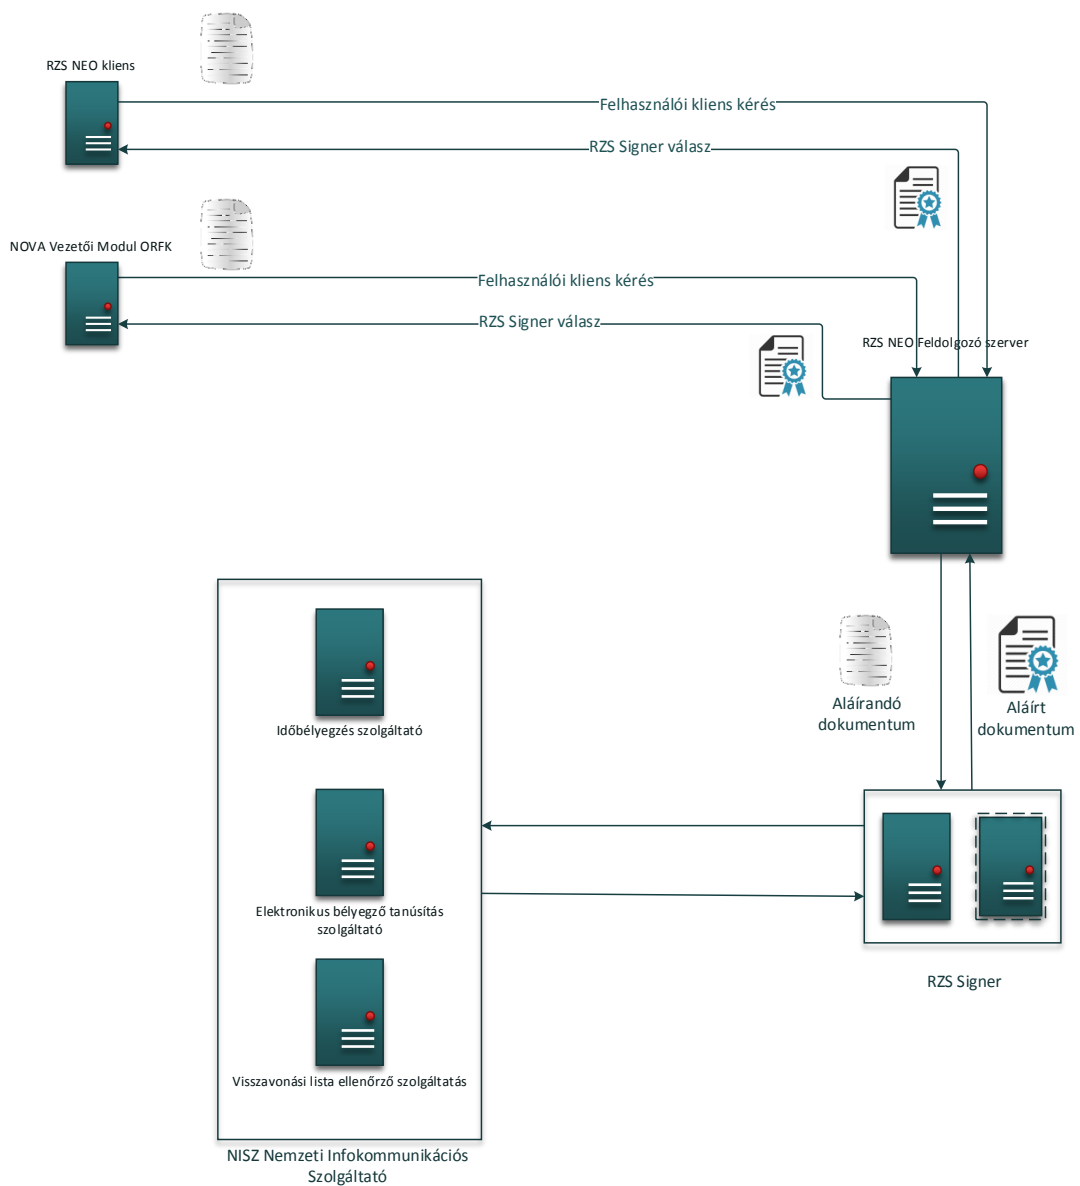 RZS NEO kliens
Felhasználói kliens kérés
RZS Signer válasz
NOVA Vezetői Modul ORFK
Felhasználói kliens kérés
RZS Signer válasz
RZS NEO Feldolgozó szerver
Aláírandó
dokumentum
Aláírt
dokumentum
Időbélyegzés szolgáltató
Elektronikus bélyegző tanúsítás
szolgáltató
RZS Signer
Visszavonási lista ellenőrző szolgáltatás
NISZ Nemzeti Infokommunikációs
Szolgáltató